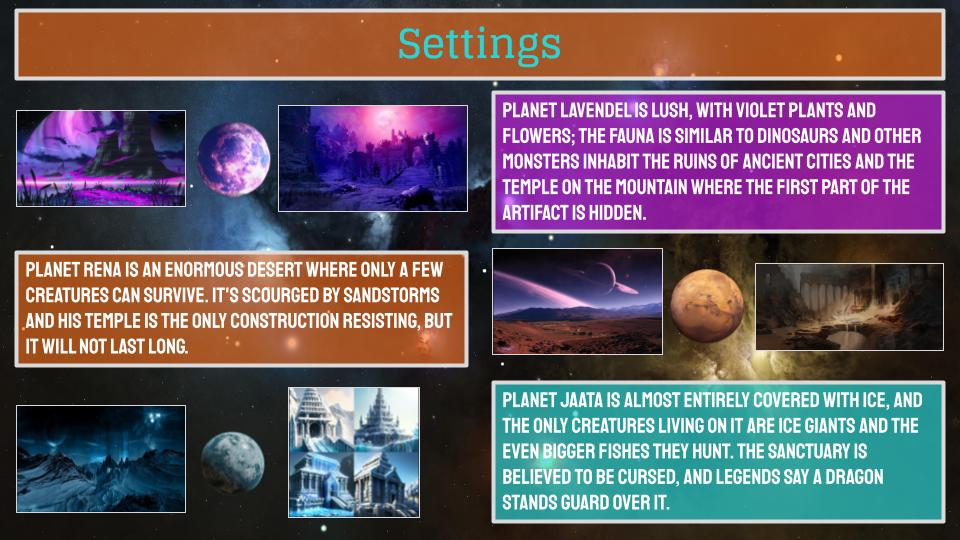 Settings
PLANET LAVENDEL IS LUSH, WITH VIOLET PLANTS AND
FLOWERS; THE FAUNA IS SIMILAR TO DINOSAURS AND OTHER
MONSTERS INHABIT THE RUINS OF ANCIENT CITIES AND THE
TEMPLE ON THE MOUNTAIN WHERE THE FIRST PART OF THE
ARTIFACT IS HIDDEN.
PLANET RENA IS AN ENORMOUS DESERT WHERE ONLY A FEW
CREATURES CAN SURVIVE. IT'S SCOURGED BY SANDSTORMS
AND HIS TEMPLE IS THE ONLY CONSTRUCTION RESISTING, BUT
IT WILL NOT LAST LONG.
PLANET JAATA IS ALMOST ENTIRELY COVERED WITH ICE, AND
THE ONLY CREATURES LIVING ON IT ARE ICE GIANTS AND THE
EVEN BIGGER FISHES THEY HUNT. THE SANCTUARY IS
BELIEVED TO BE CURSED, AND LEGENDS SAY A DRAGON
STANDS GUARD OVER IT.